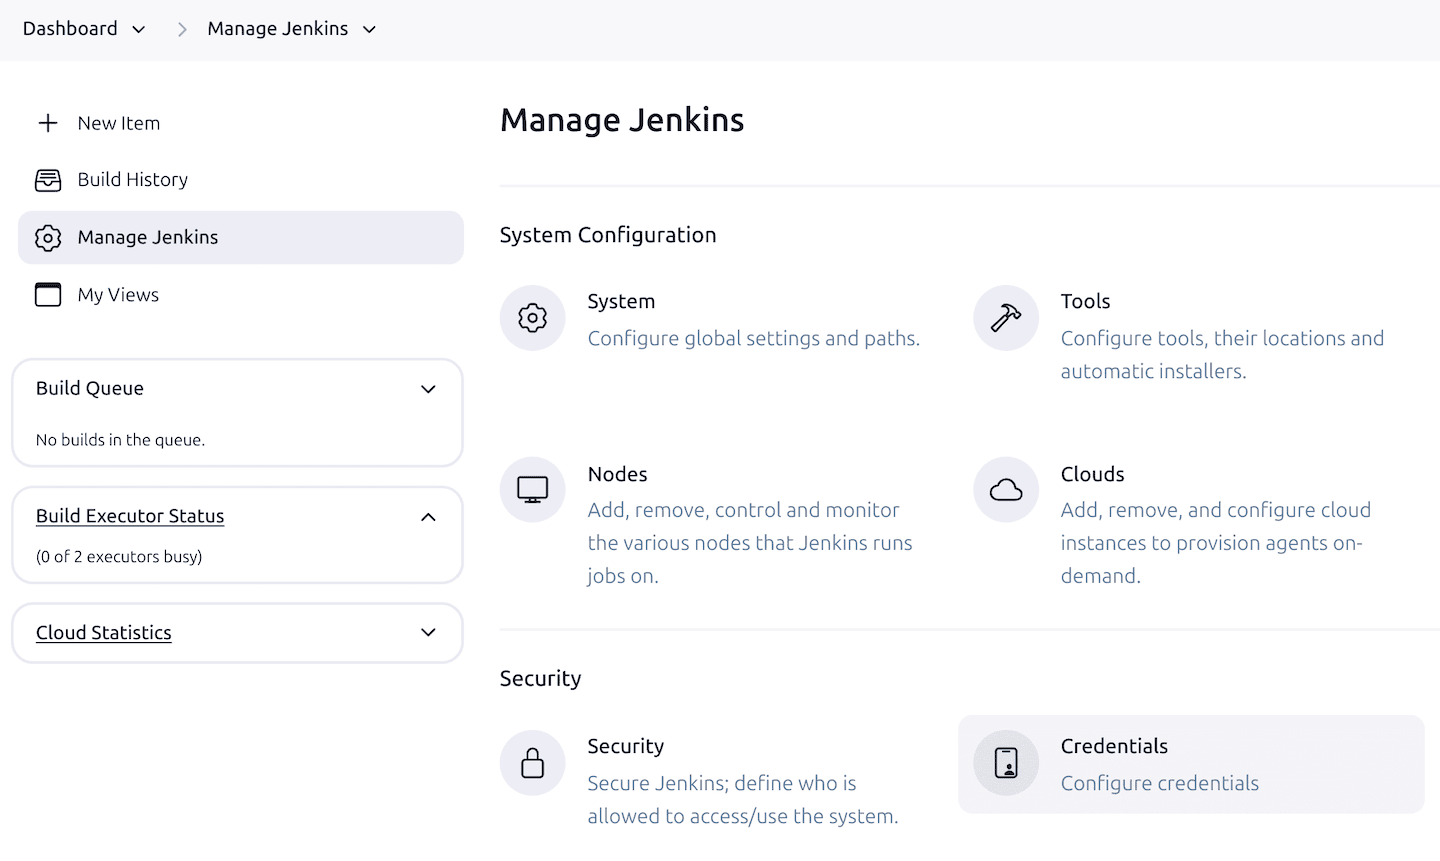 Dashboard
Manage Jenkins
New Item
Build History
Manage Jenkins
My Views
Build Queue
No builds in the queue.
Build Executor Status
(0 of 2 executors busy)
Cloud Statistics
Manage Jenkins
System Configuration
System
Configure global settings and paths.
Tools
Configure tools, their locations and
automatic installers.
Nodes
Add, remove, control and monitor
the various nodes that Jenkins runs
jobs on.
Clouds
Add, remove, and configure cloud
instances to provision agents on-
demand.
Security
Security
Secure Jenkins; define who is
allowed to access/use the system.
Credentials
Configure credentials